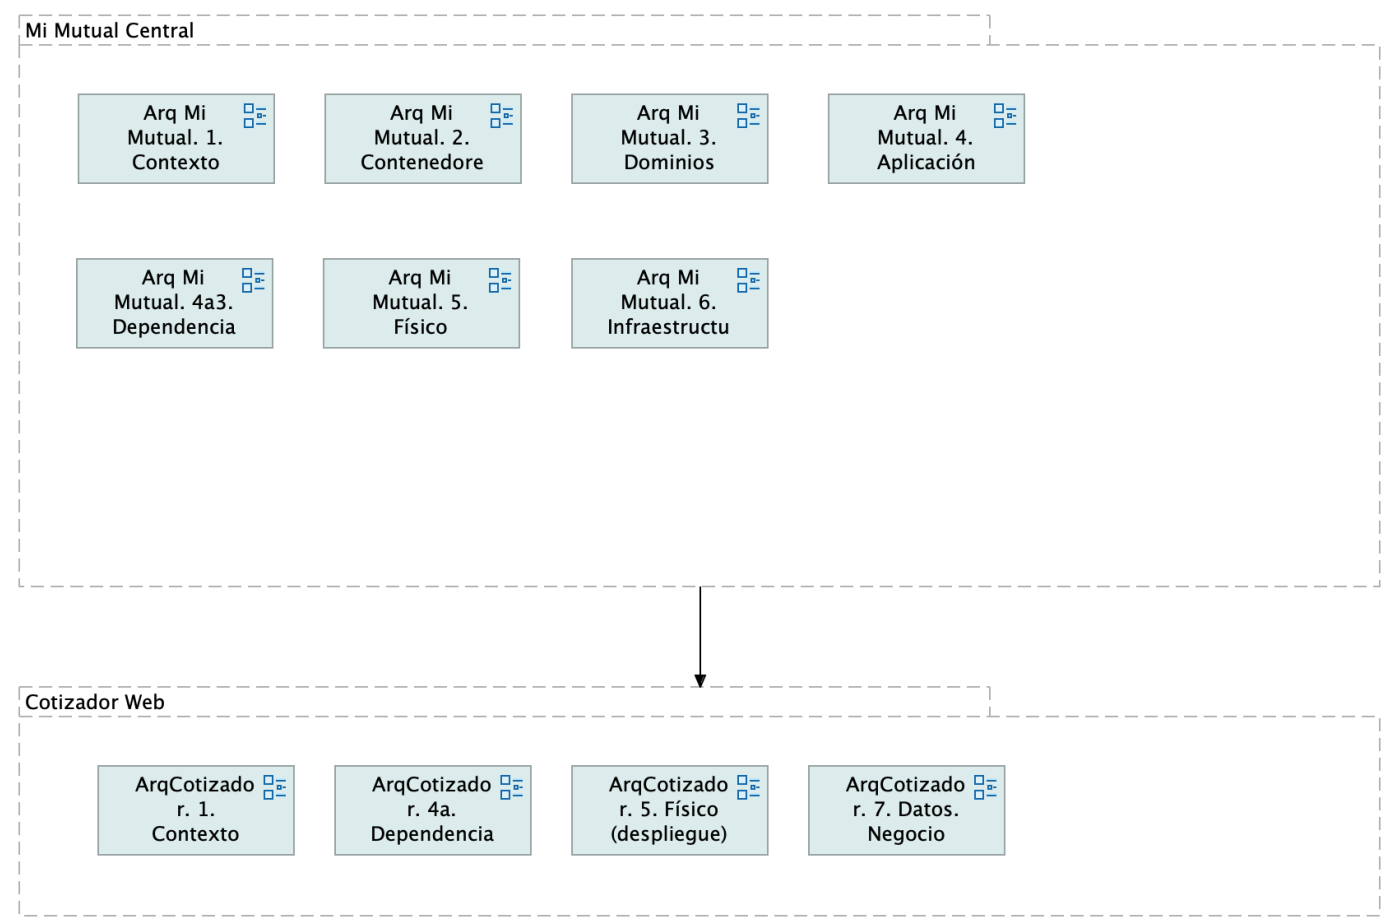 Mi Mutual Central
Arq Mi
Mutual. 1.
Contexto
Arq Mi
Mutual. 2.
Contenedore
Arq Mi
Mutual. 3.
Dominios
Arq Mi
Mutual. 4.
Aplicación
Arq Mi
Mutual. 4a3.
Dependencia
Arq Mi
Mutual. 5.
Físico
Arq Mi
Mutual. 6.
Infraestructu
Cotizador Web
ArqCotizado
r. 1.
Contexto
ArqCotizado
r. 4a.
Dependencia
ArqCotizado
r. 5. Físico
(despliegue)
ArqCotizado
r. 7. Datos.
Negocio